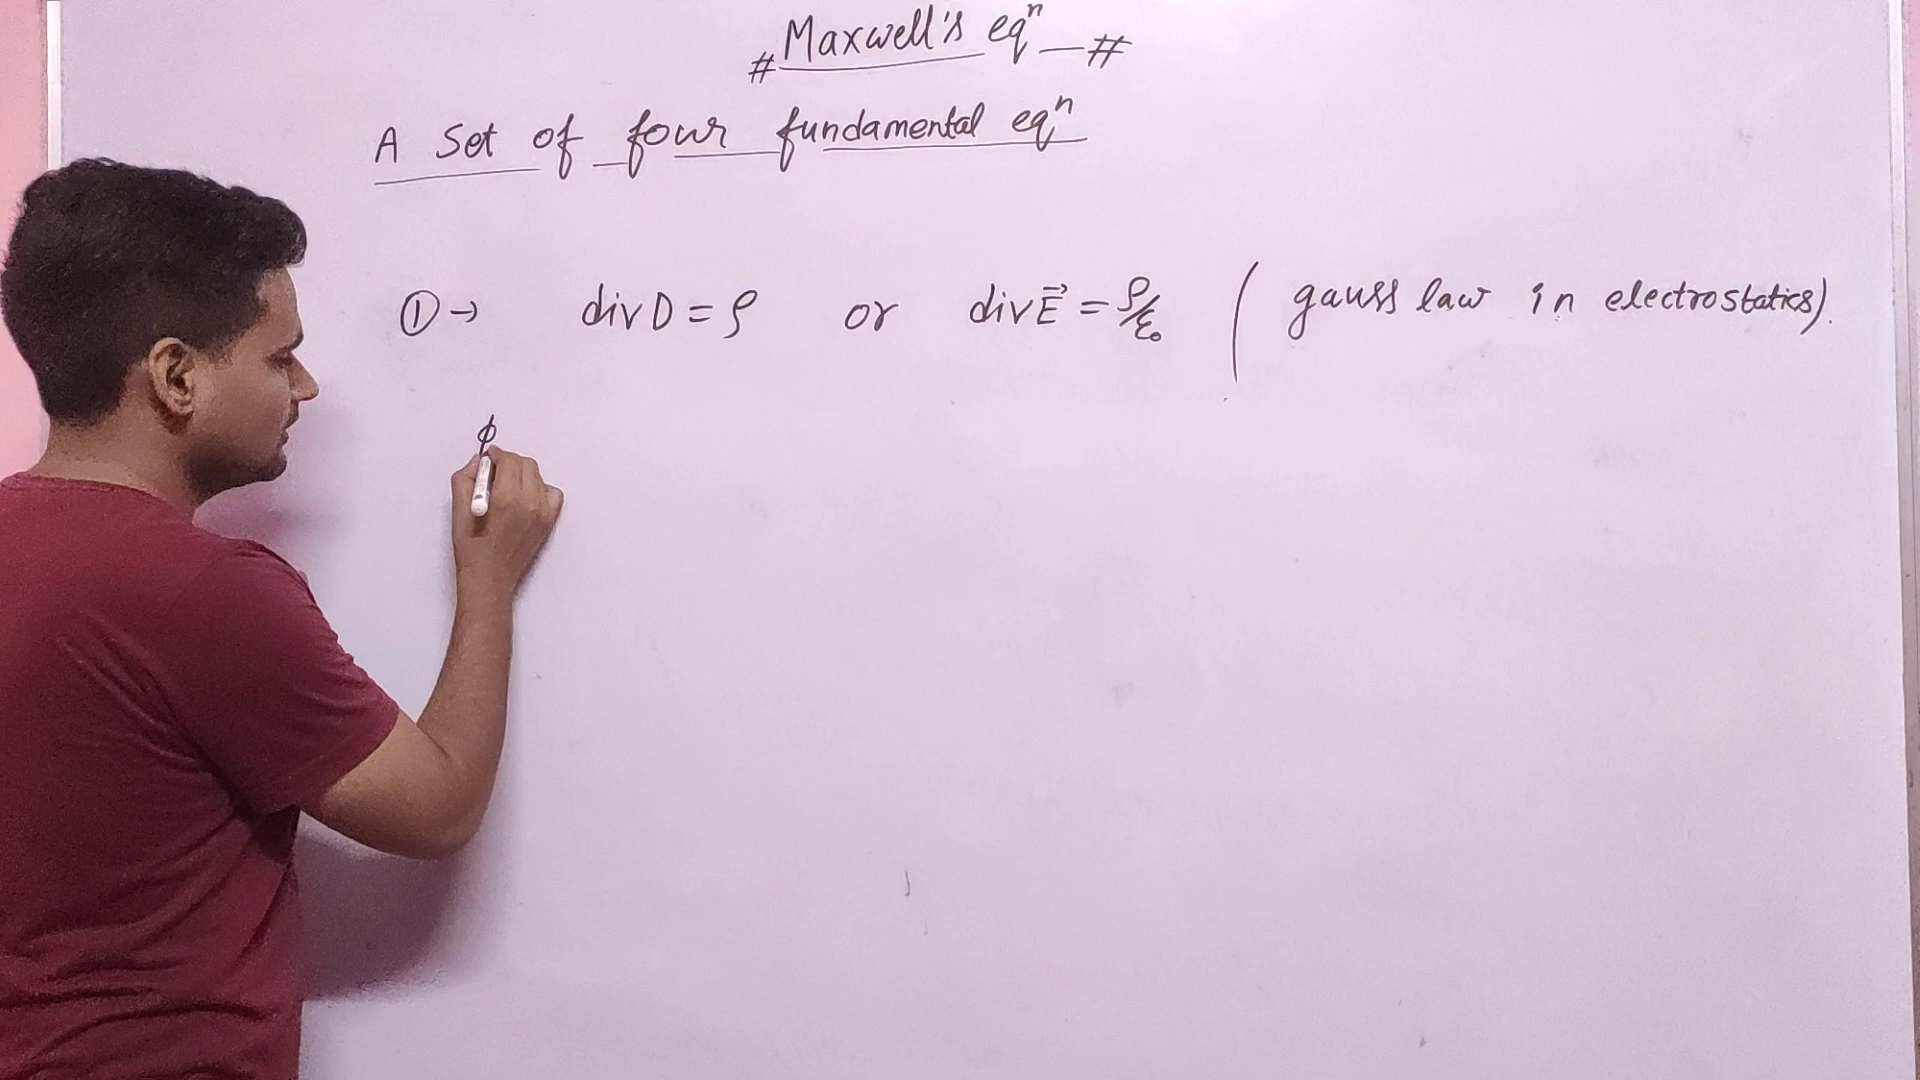 # Maxwell's eqⁿ #
A Set of four fundamental eqⁿ
① → div D = ρ or div E⃗ = ρ/ε₀ ( gauss law in electrostatics).
ϕ